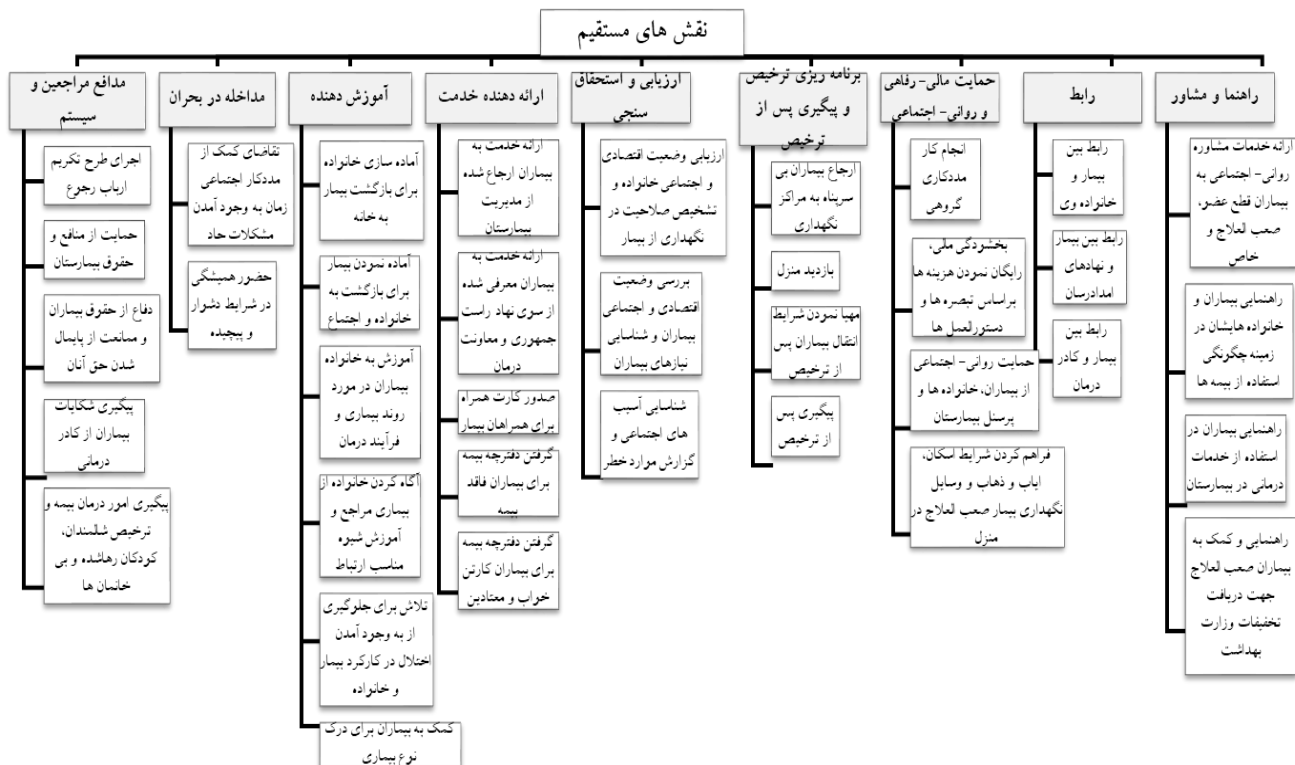 نقش های مستقیم
راهنما و مشاور
ارائه خدمات مشاوره
روانی- اجتماعی به
بیماران قطع عضو،
صعب العلاج و
خاص
راهنمایی بیماران و
خانواده هایشان در
زمینه چگونگی
استفاده از بیمه ها
راهنمایی بیماران در
استفاده از خدمات
درمانی در بیمارستان
راهنمایی و کمک به
بیماران صعب العلاج
جهت دریافت
تخفیفات وزارت
بهداشت
رابط
رابط بین
بیمار و
خانواده وی
رابط بین بیمار
و نهادهای
امدادرسان
رابط بین
بیمار و کادر
درمان
حمایت مالی- رفاهی
و روانی- اجتماعی
انجام کار
مددکاری
گروهی
بخشودگی ملی،
رایگان نمودن هزینه ها
براساس تبصره ها و
دستورالعمل ها
حمایت روانی- اجتماعی
از بیماران، خانواده ها و
پرسنل بیمارستان
فراهم کردن شرایط اسکان،
ایاب و ذهاب و وسایل
نگهداری بیمار صعب العلاج در
منزل
برنامه ریزی ترخیص
و پیگیری پس از
ترخیص
ارجاع بیماران بی
سرپناه به مراکز
نگهداری
بازدید منزل
مهیا نمودن شرایط
انتقال بیماران پس
از ترخیص
پیگیری پس
از ترخیص
ارزیابی و استحقاق
سنجی
ارزیابی وضعیت اقتصادی
و اجتماعی خانواده و
تشخیص صلاحیت در
نگهداری از بیمار
بررسی وضعیت
اقتصادی و اجتماعی
بیماران و شناسایی
نیازهای بیماران
شناسایی آسیب
های اجتماعی و
گزارش موارد خطر
ارائه دهنده خدمت
ارائه خدمت به
بیماران ارجاع شده
از مدیریت
بیمارستان
ارائه خدمت به
بیماران معرفی شده
از سوی نهاد راست
جمهوری و معاونت
درمان
صدور کارت همراه
برای همراهان بیمار
گرفتن دفترچه بیمه
برای بیماران فاقد
بیمه
گرفتن دفترچه بیمه
برای بیماران کارتن
خواب و معتادین
آموزش دهنده
آماده سازی خانواده
برای بازگشت بیمار
به خانه
آماده نمودن بیمار
برای بازگشت به
خانواده و اجتماع
آموزش به خانواده
بیماران در مورد
روند بیماری و
فرآیند درمان
آگاه کردن خانواده از
بیماری مراجع و
آموزش شیوه
مناسب ارتباط
تلاش برای جلوگیری
از به وجود آمدن
اختلال در کارکرد بیمار
و خانواده
کمک به بیماران برای درک
نوع بیماری
مداخله در بحران
تقاضای کمک از
مددکار اجتماعی
زمان به وجود آمدن
مشکلات حاد
حضور همیشگی
در شرایط دشوار
و پیچیده
مدافع مراجعین و
سیستم
اجرای طرح تکریم
ارباب رجوع
حمایت از منافع و
حقوق بیمارستان
دفاع از حقوق بیماران
و ممانعت از پایمال
شدن حق آنان
پیگیری شکایات
بیماران از کادر
درمانی
پیگیری امور درمان بیمه و
ترخیص شالمندان،
کودکان رهاشده و بی
خانمان ها